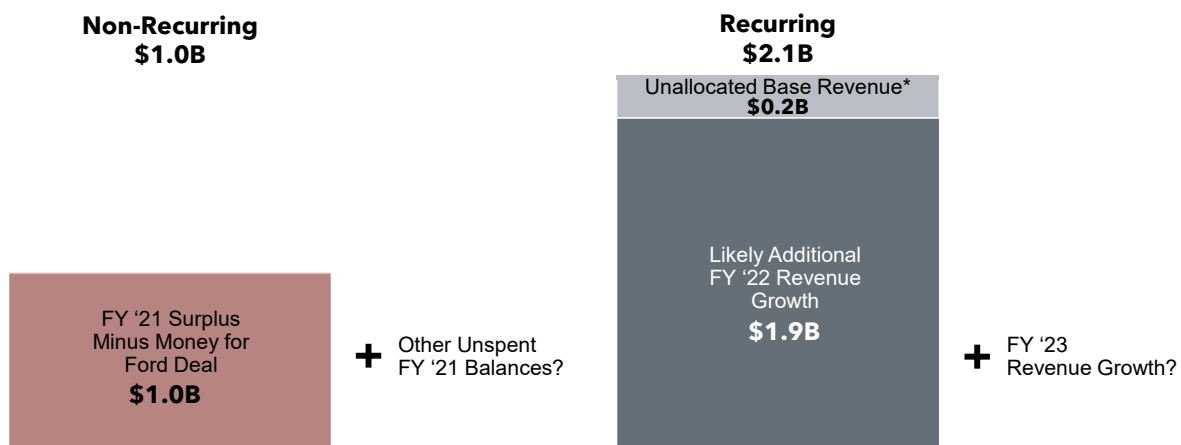 Non-Recurring
$1.0B
FY ‘21 Surplus
Minus Money for
Ford Deal
$1.0B
+
Other Unspent
FY ‘21 Balances?
Recurring
$2.1B
Unallocated Base Revenue*
$0.2B
Likely Additional
FY ‘22 Revenue
Growth
$1.9B
+
FY ‘23
Revenue Growth?